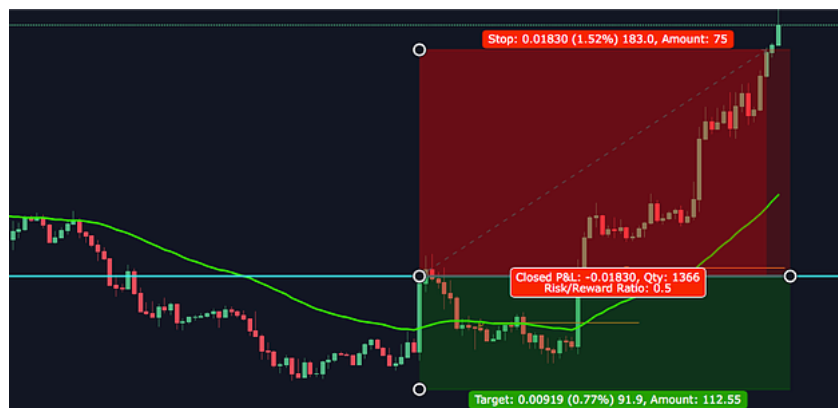 Stop: 0.01830 (1.52%) 183.0, Amount: 75
Closed P&L: -0.01830, Qty: 1366
Risk/Reward Ratio: 0.5
Target: 0.00919 (0.77%) 91.9, Amount: 112.55